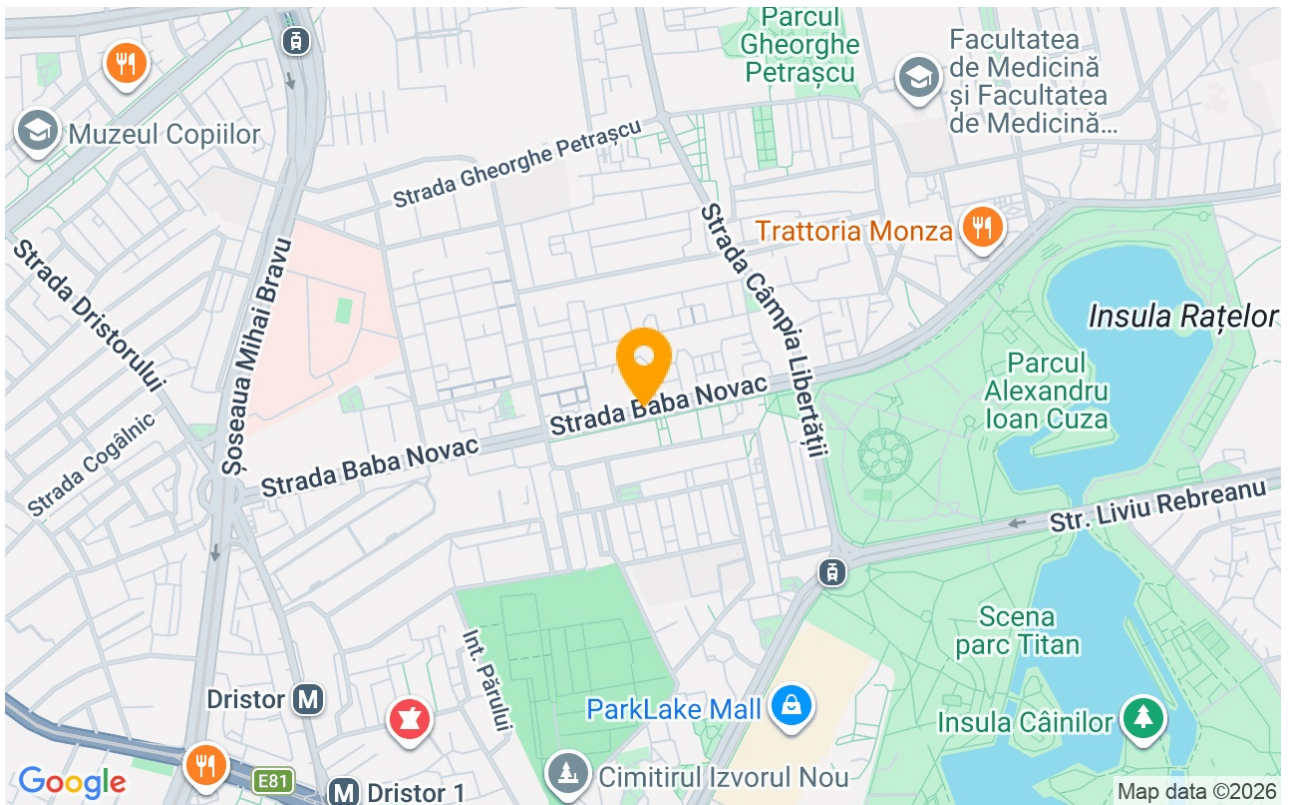 Parcul
Gheorghe
Petrașcu
Facultatea
de Medicină
și Facultatea
de Medicină...
Muzeul Copiilor
Strada Gheorghe Petrașcu
Trattoria Monza
Strada Câmpia Libertății
Strada Dristorului
Șoseaua Mihai Bravu
Insula Rațelor
Parcul
Alexandru
Ioan Cuza
Strada Baba Novac
Strada Baba Novac
Strada Cogâlnic
Str. Liviu Rebreanu
Scena
parc Titan
Int. Părului
Dristor M
ParkLake Mall
Insula Câinilor
Google
E81
M Dristor 1
Cimitirul Izvorul Nou
Map data ©2026